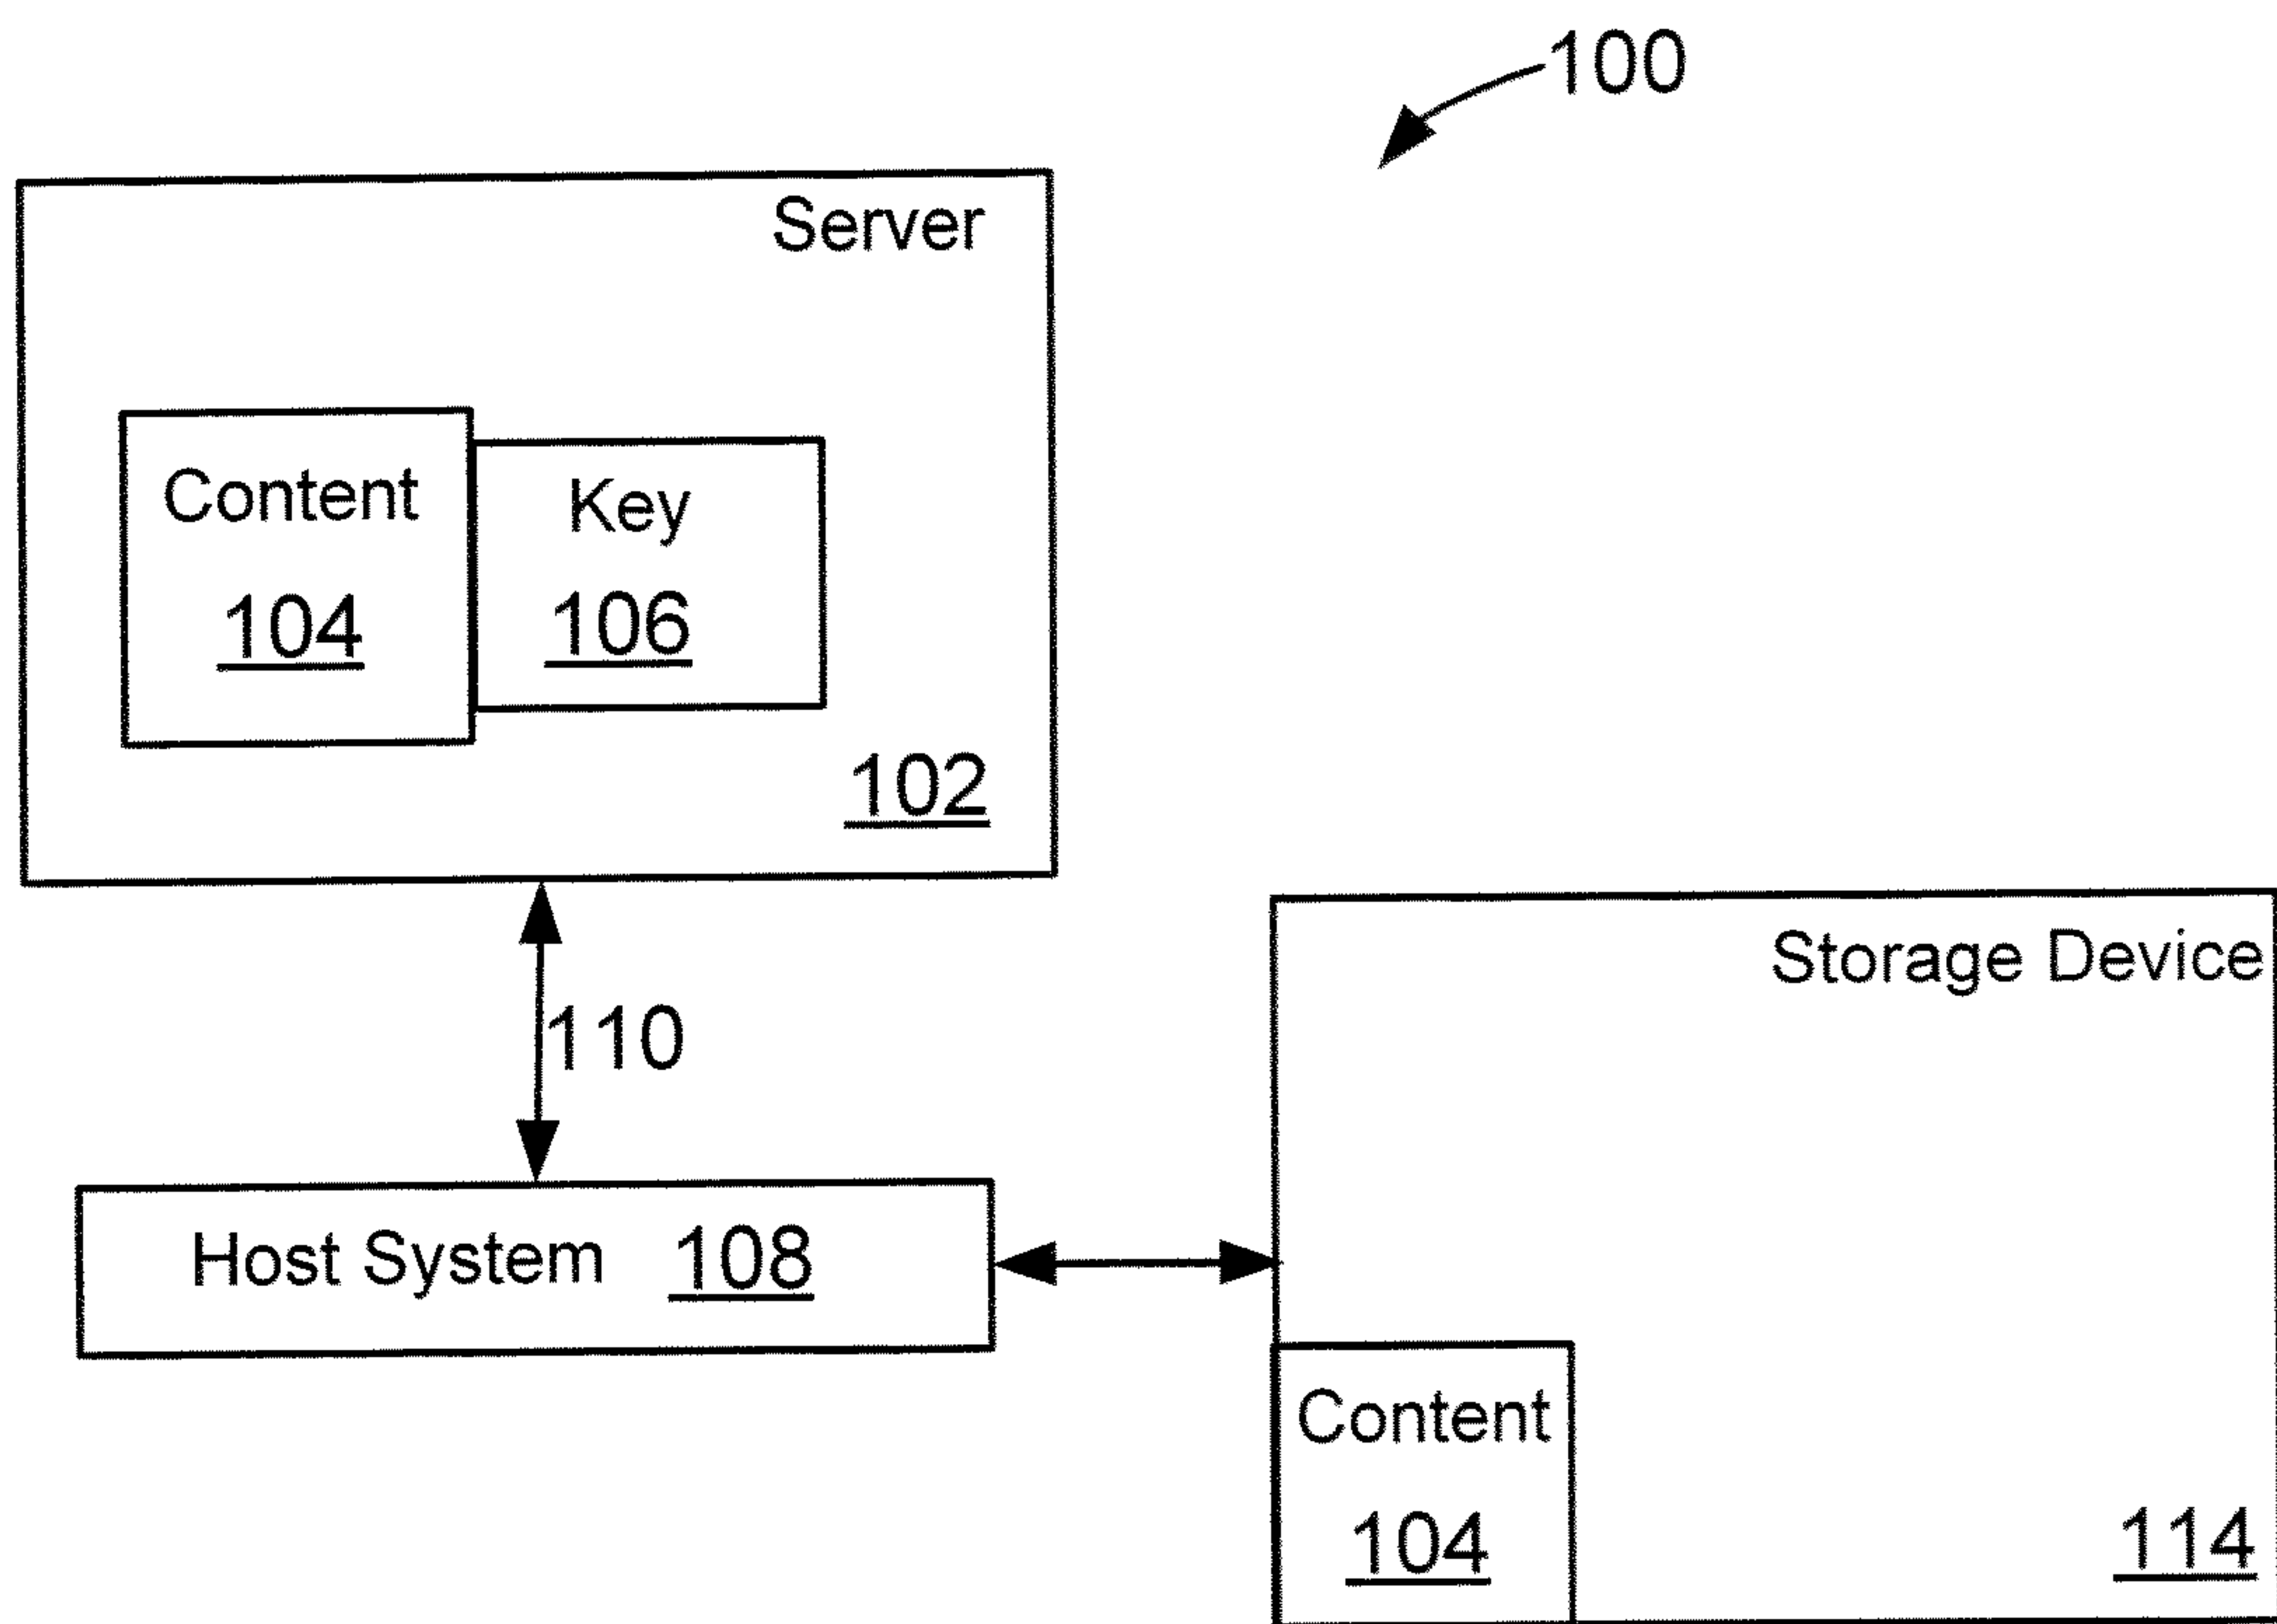 100
Server
Content
104
Key
106
102
110
Host System 108
Storage Device
Content
104
114